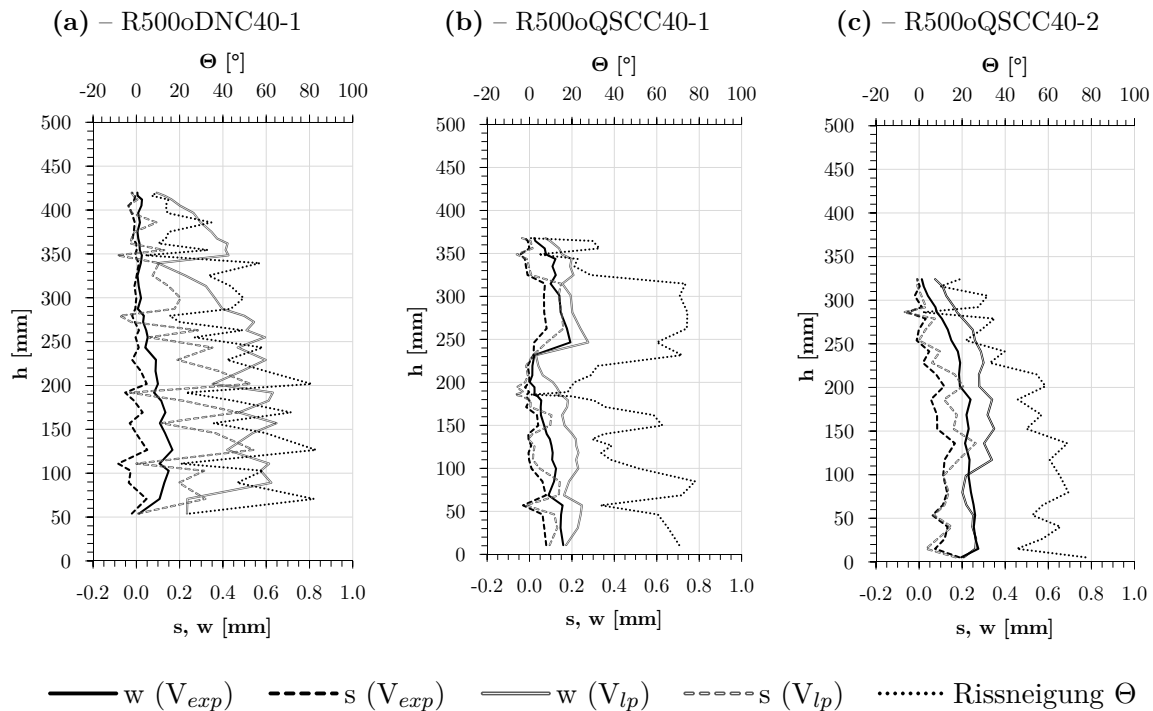 (a) – R500oDNC40-1
(b) – R500oQSCC40-1
(c) – R500oQSCC40-2
Θ [°]
-20 0 20 40 60 80 100
h [mm]
500
450
400
350
300
250
200
150
100
50
0
-0.2 0.0 0.2 0.4 0.6 0.8 1.0
s, w [mm]
Θ [°]
-20 0 20 40 60 80 100
h [mm]
500
450
400
350
300
250
200
150
100
50
0
-0.2 0.0 0.2 0.4 0.6 0.8 1.0
s, w [mm]
Θ [°]
-20 0 20 40 60 80 100
h [mm]
500
450
400
350
300
250
200
150
100
50
0
-0.2 0.0 0.2 0.4 0.6 0.8 1.0
s, w [mm]
w (Vexp) s (Vexp) w (Vlp) s (Vlp) Rissneigung Θ